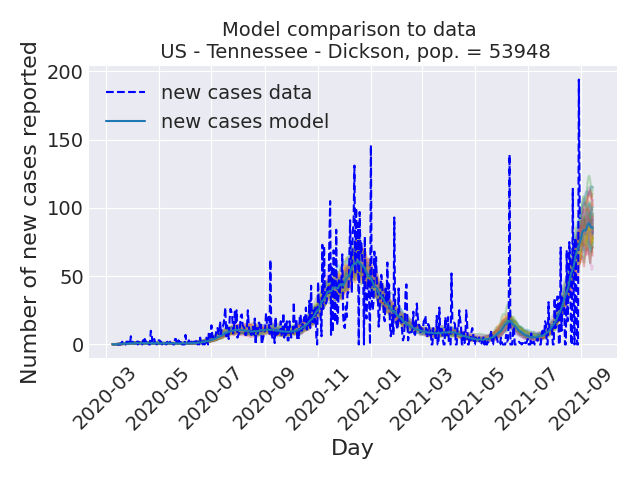 Model comparison to data
US - Tennessee - Dickson, pop. = 53948
Number of new cases reported
200
150
100
50
0
new cases data
new cases model
2020-03
2020-05
2020-07
2020-09
2020-11
2021-01
2021-03
2021-05
2021-07
2021-09
Day